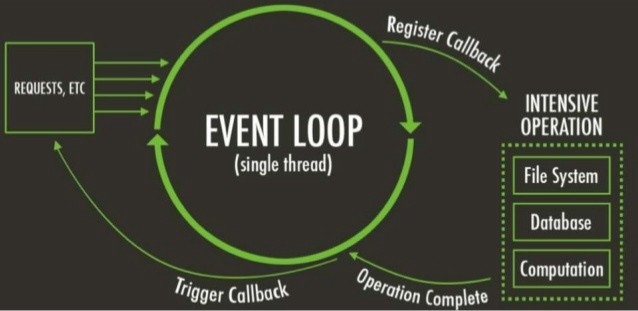 REQUESTS, ETC
EVENT LOOP
(single thread)
Register Callback
INTENSIVE
OPERATION
File System
Database
Computation
Operation Complete
Trigger Callback